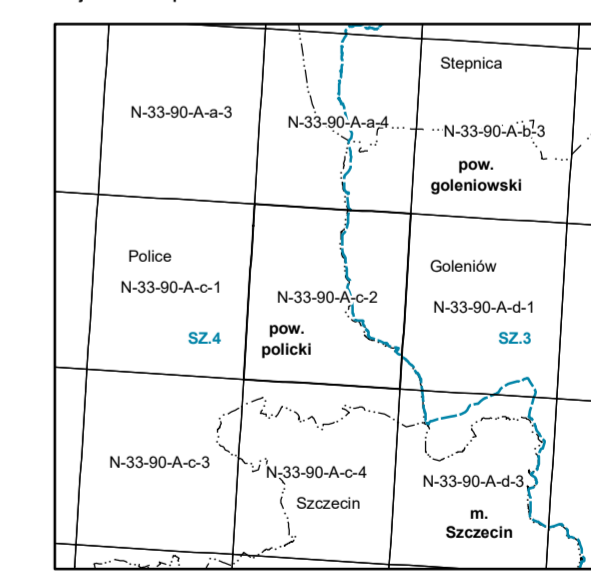 Stepnica
N-33-90-A-a-3
N-33-90-A-a-4
N-33-90-A-b-3
pow.
goleniowski
Police
N-33-90-A-c-1
SZ.4
N-33-90-A-c-2
pow.
policki
Goleniów
N-33-90-A-d-1
SZ.3
N-33-90-A-c-3
N-33-90-A-c-4
Szczecin
N-33-90-A-d-3
m.
Szczecin